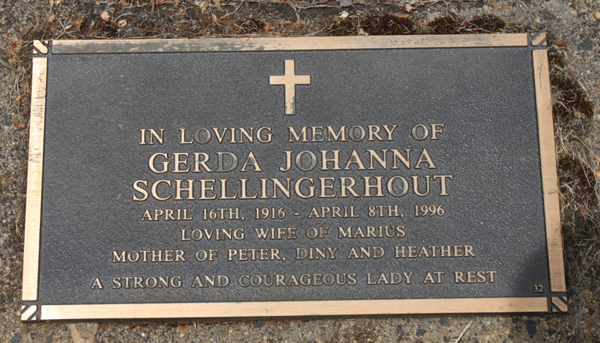 IN LOVING MEMORY OF
GERDA JOHANNA
SCHELLINGERHOUT
APRIL 16TH, 1916 - APRIL 8TH, 1996
LOVING WIFE OF MARIUS
MOTHER OF PETER, DINY AND HEATHER
A STRONG AND COURAGEOUS LADY AT REST
32